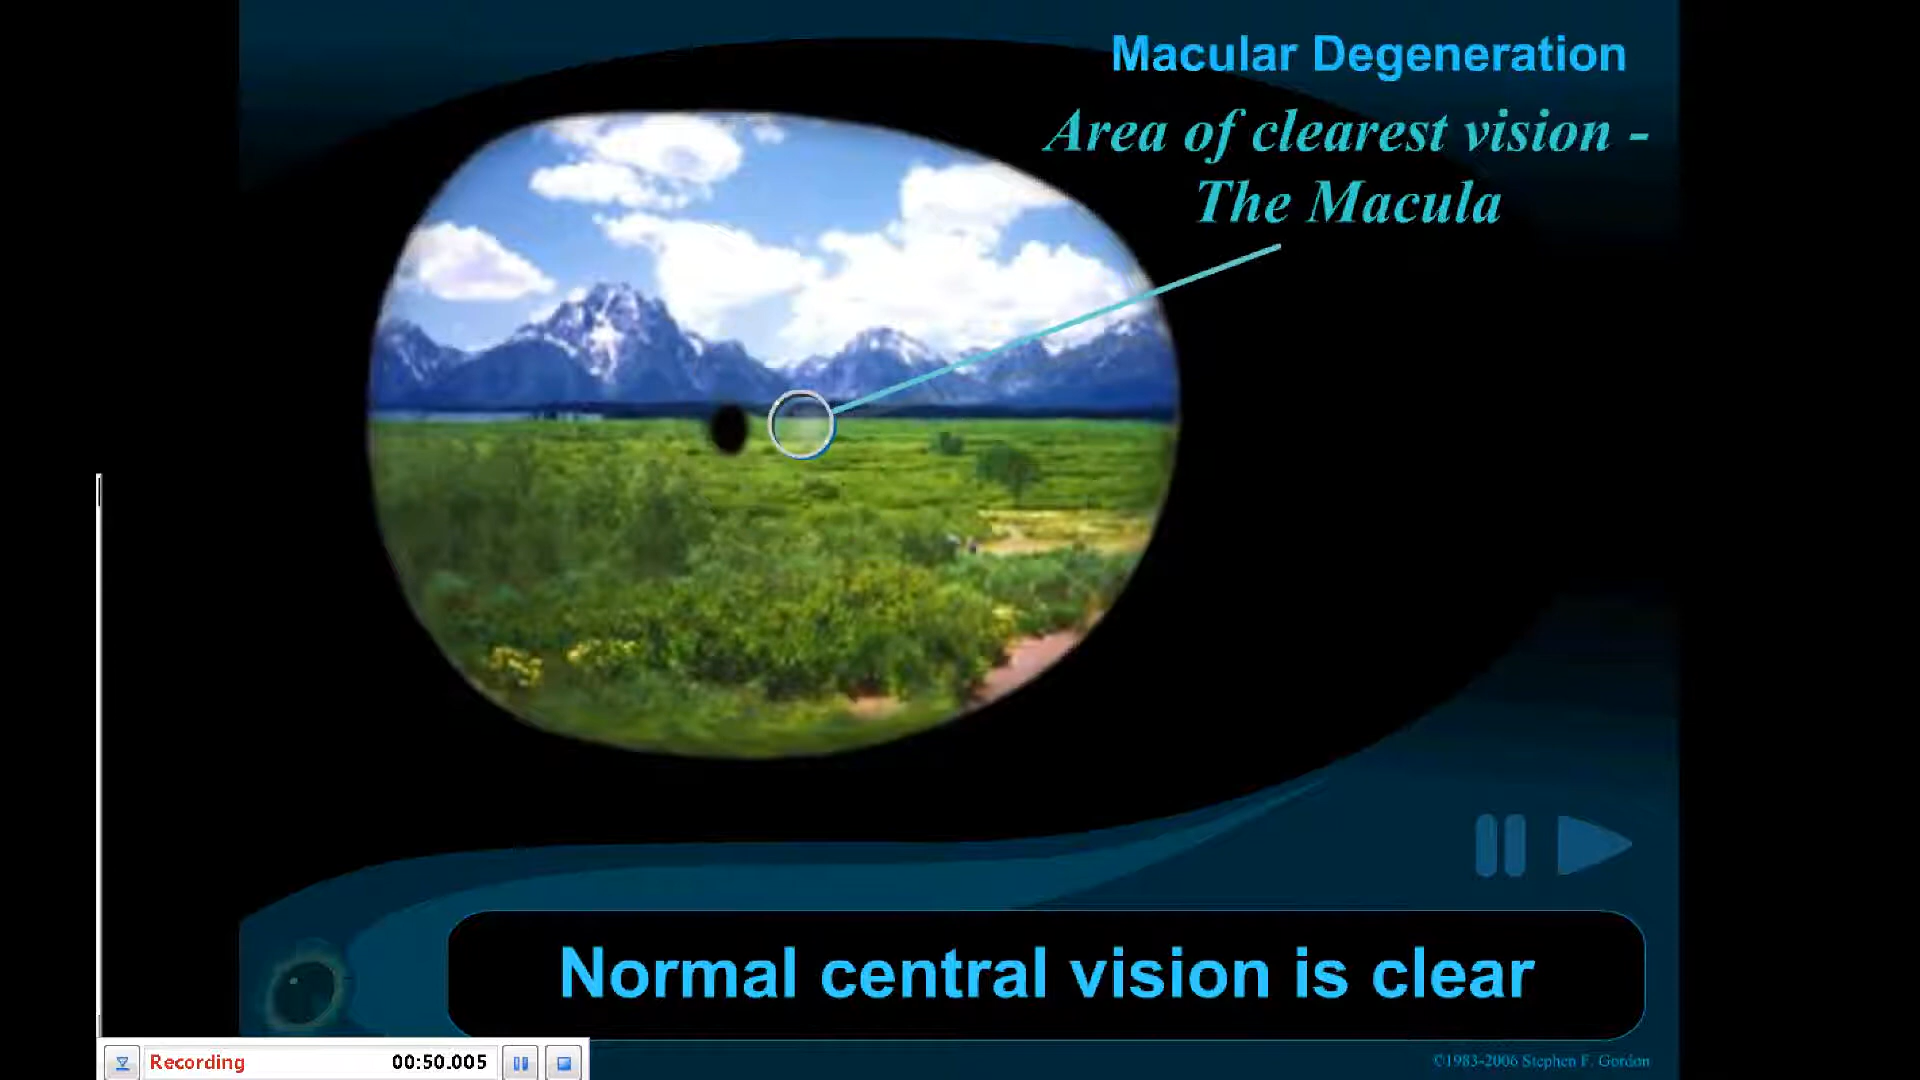 Macular Degeneration
Area of clearest vision -
The Macula
Normal central vision is clear
©1983-2006 Stephen F. Gordon
Recording 00:50.005